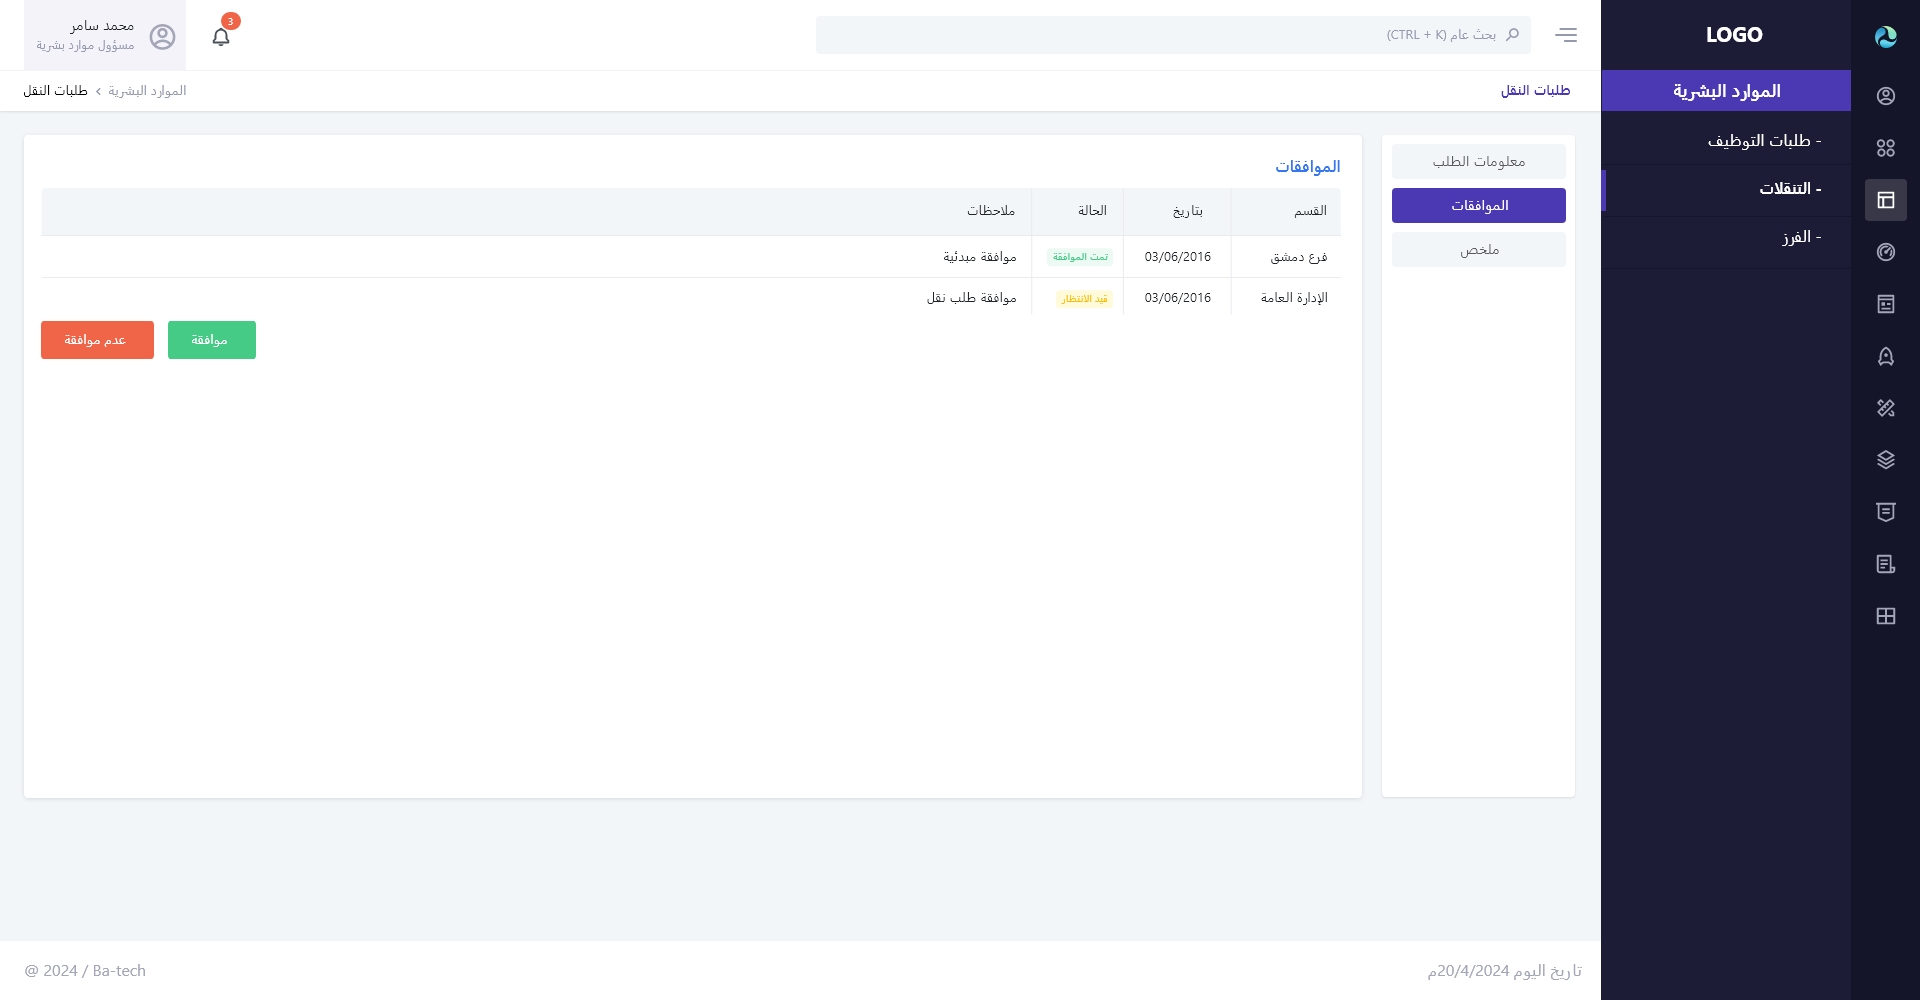 LOGO
الموارد البشرية
- طلبات التوظيف
- التنقلات
- الفرز
بحث عام (CTRL + K)
3
محمد سامر
مسؤول موارد بشرية
طلبات النقل
الموارد البشرية › طلبات النقل
معلومات الطلب
الموافقات
ملخص
الموافقات
القسم بتاريخ الحالة ملاحظات
فرع دمشق 03/06/2016 تمت الموافقة موافقة مبدئية
الإدارة العامة 03/06/2016 قيد الانتظار موافقة طلب نقل
موافقة
عدم موافقة
تاريخ اليوم 20/4/2024م
@ 2024 / Ba-tech